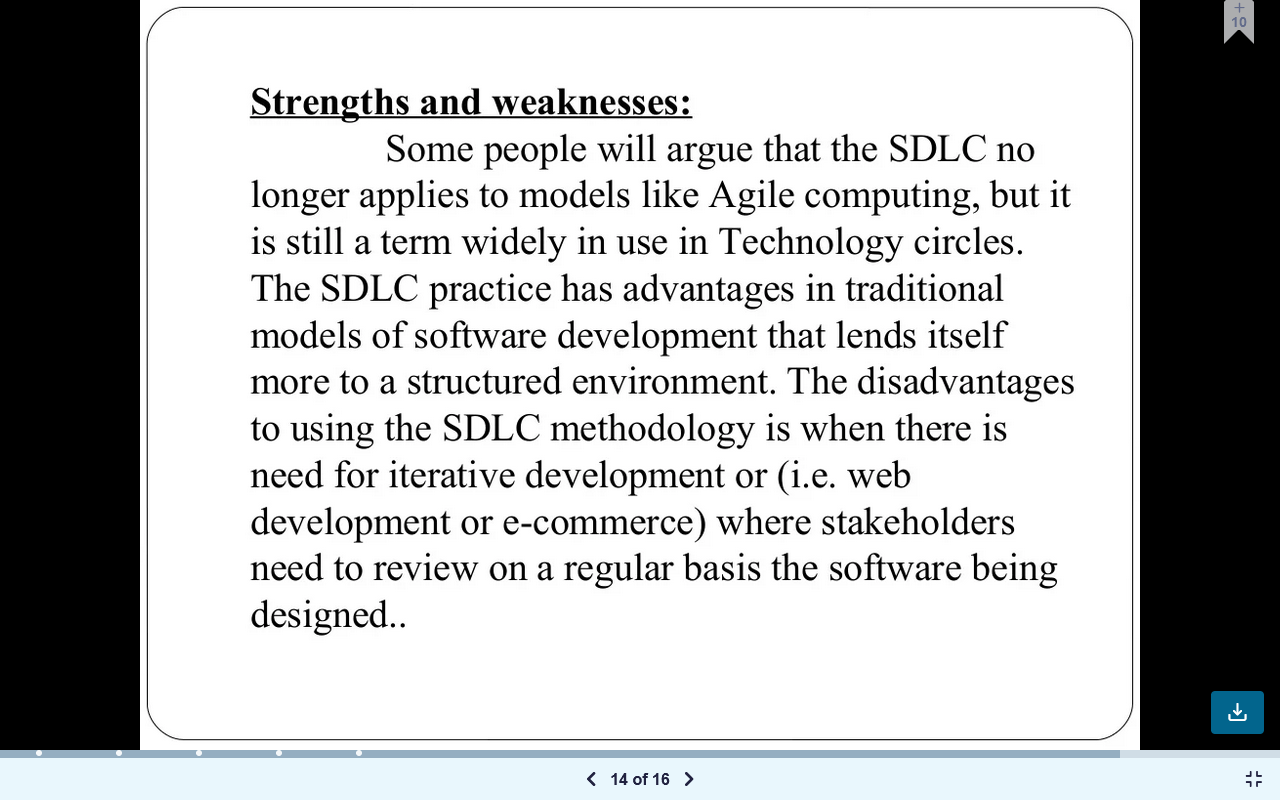 +
10
Strengths and weaknesses:
Some people will argue that the SDLC no
longer applies to models like Agile computing, but it
is still a term widely in use in Technology circles.
The SDLC practice has advantages in traditional
models of software development that lends itself
more to a structured environment. The disadvantages
to using the SDLC methodology is when there is
need for iterative development or (i.e. web
development or e-commerce) where stakeholders
need to review on a regular basis the software being
designed..
14 of 16